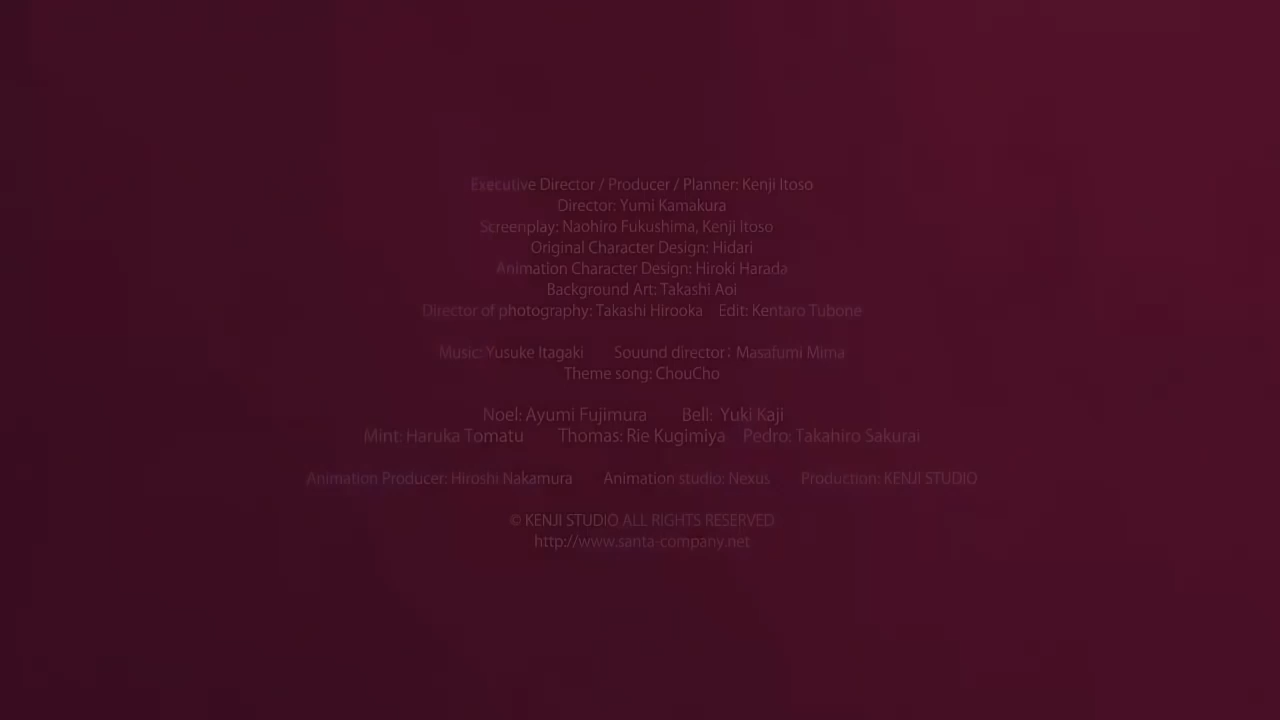 Executive Director / Producer / Planner: Kenji Itoso
Director: Yumi Kamakura
Screenplay: Naohiro Fukushima, Kenji Itoso
Original Character Design: Hidari
Animation Character Design: Hiroki Harada
Background Art: Takashi Aoi
Director of photography: Takashi Hirooka Edit: Kentaro Tubone
Music: Yusuke Itagaki Souund director: Masafumi Mima
Theme song: ChouCho
Noel: Ayumi Fujimura Bell: Yuki Kaji
Mint: Haruka Tomatu Thomas: Rie Kugimiya Pedro: Takahiro Sakurai
Animation Producer: Hiroshi Nakamura Animation studio: Nexus Production: KENJI STUDIO
© KENJI STUDIO ALL RIGHTS RESERVED
http://www.santa-company.net